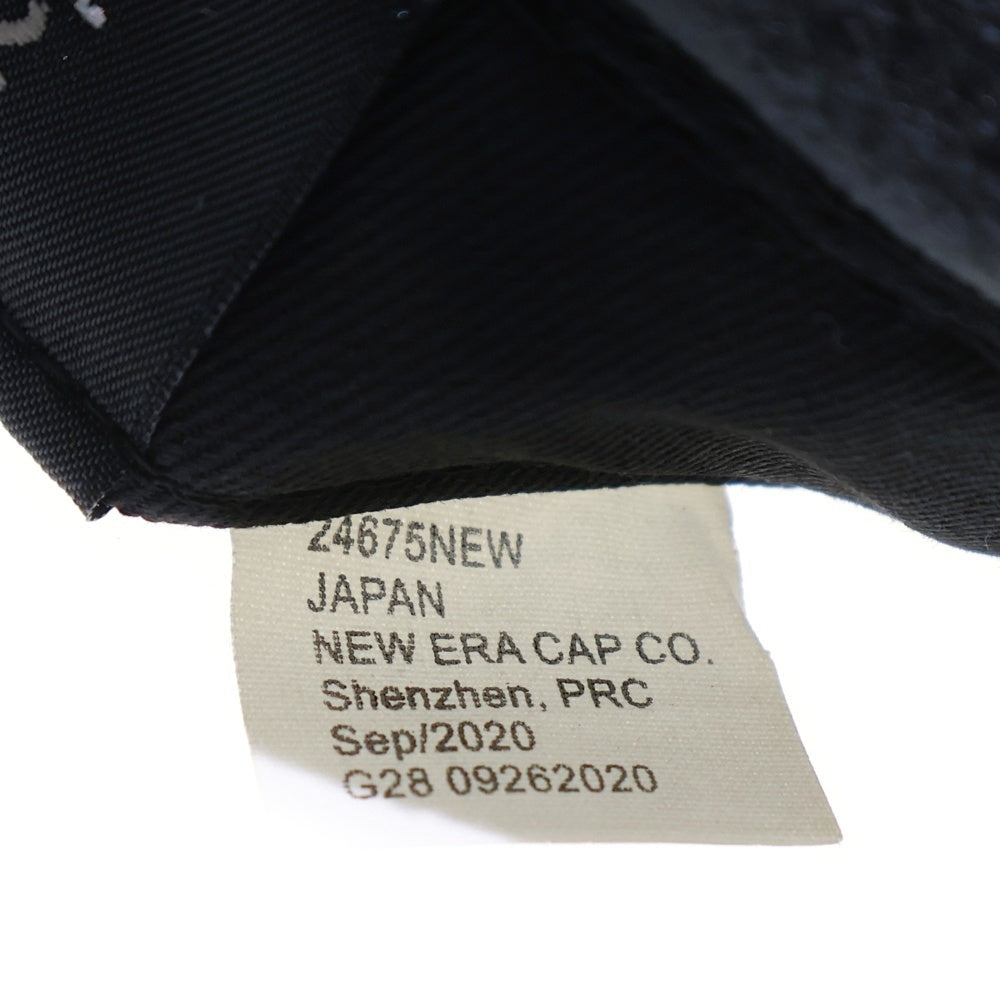 24675NEW
JAPAN
NEW ERA CAP CO.
Shenzhen, PRC
Sep/2020
G28 09262020